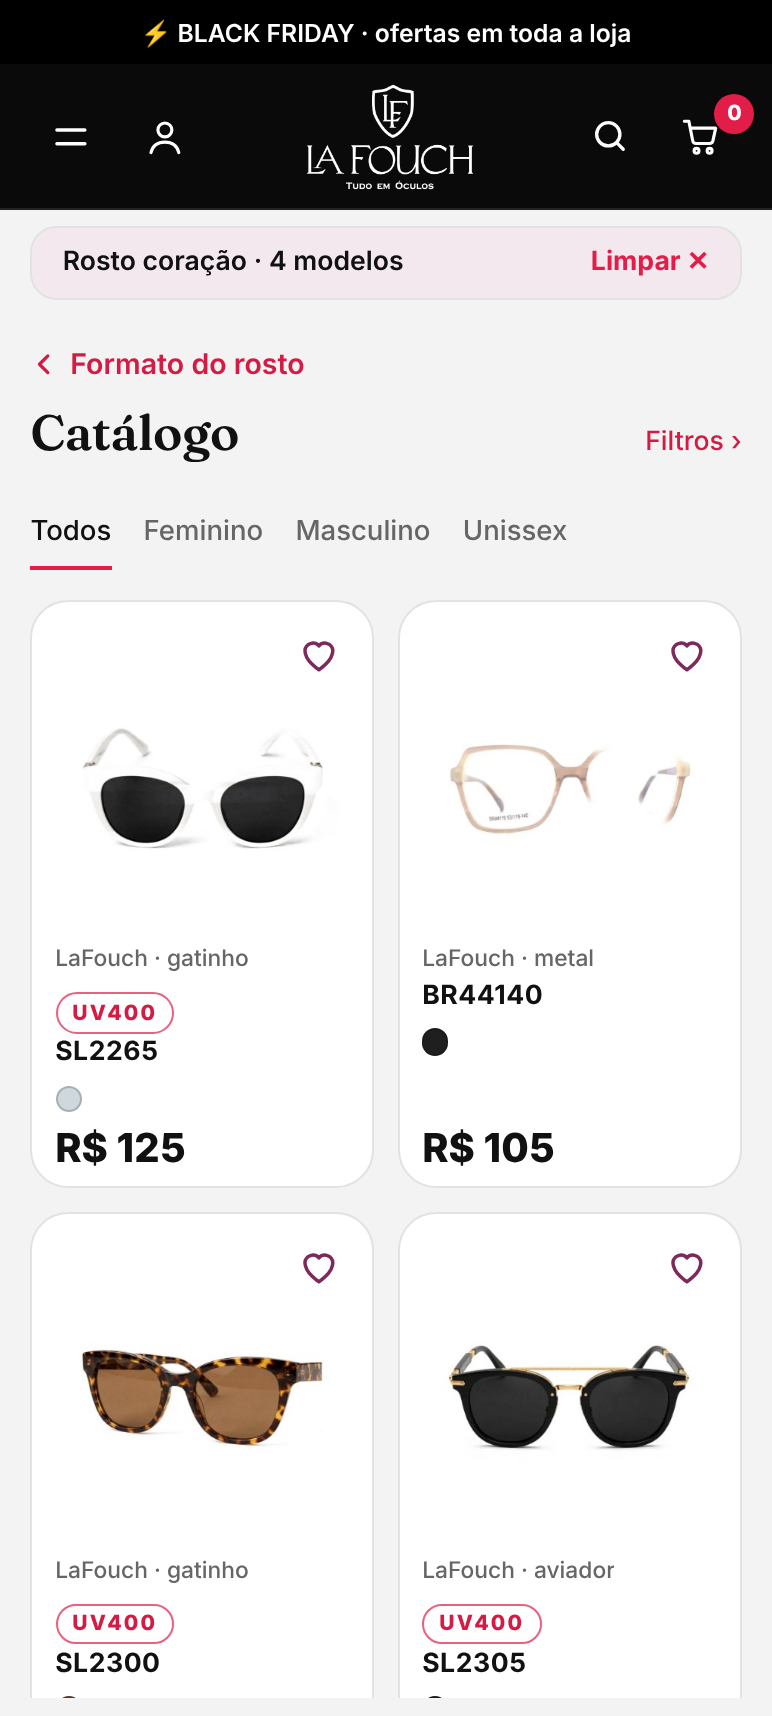 ⚡ BLACK FRIDAY · ofertas em toda a loja
LF
LA FOUCH
TUDO EM ÓCULOS
0
Rosto coração · 4 modelos
Limpar ✕
Formato do rosto
Catálogo
Filtros ›
Todos Feminino Masculino Unissex
LaFouch · gatinho
UV400
SL2265
R$ 125
LaFouch · metal
BR44140
R$ 105
LaFouch · gatinho
UV400
SL2300
LaFouch · aviador
UV400
SL2305